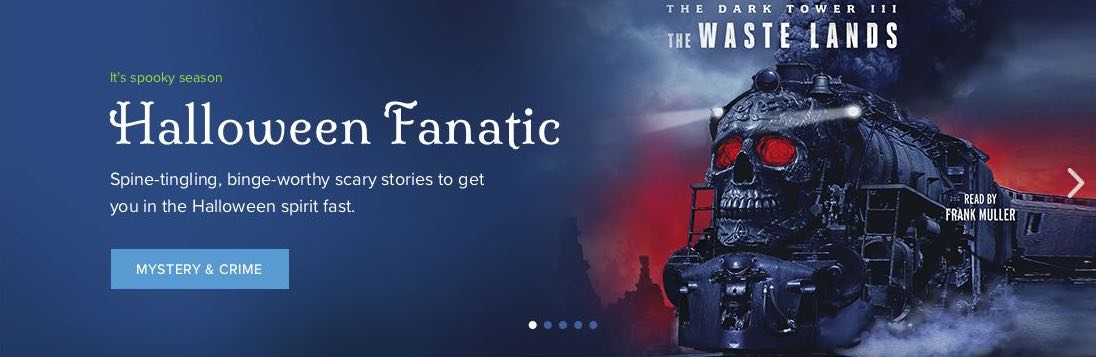 It's spooky season
Halloween Fanatic
Spine-tingling, binge-worthy scary stories to get
you in the Halloween spirit fast.
MYSTERY & CRIME
THE DARK TOWER III
THE WASTE LANDS
READ BY
FRANK MULLER